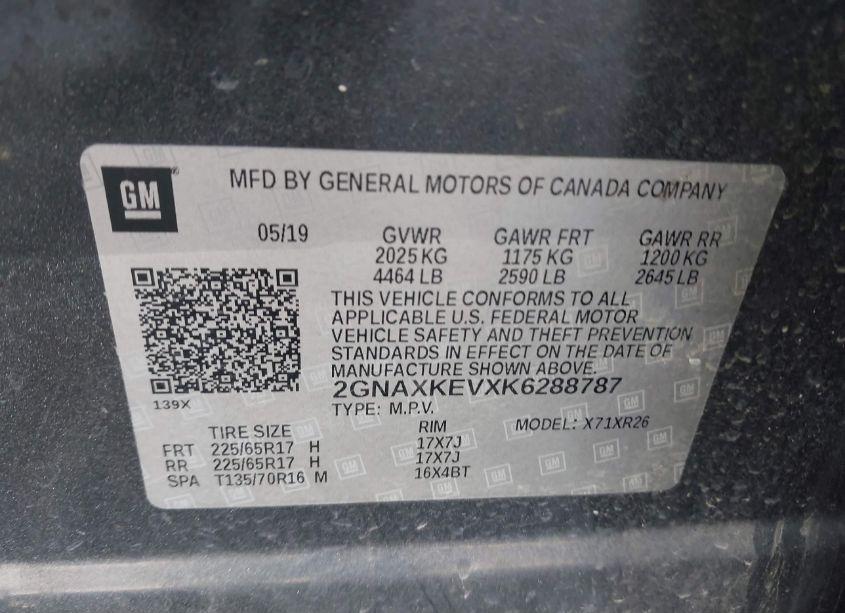 GM
MFD BY GENERAL MOTORS OF CANADA COMPANY
05/19 GVWR GAWR FRT GAWR RR
2025 KG 1175 KG 1200 KG
4464 LB 2590 LB 2645 LB
THIS VEHICLE CONFORMS TO ALL
APPLICABLE U.S. FEDERAL MOTOR
VEHICLE SAFETY AND THEFT PREVENTION
STANDARDS IN EFFECT ON THE DATE OF
MANUFACTURE SHOWN ABOVE.
2GNAXKEVXK6288787
139X
TYPE: M.P.V. MODEL: X71XR26
TIRE SIZE RIM
FRT 225/65R17 H 17X7J
RR 225/65R17 H 17X7J
SPA T135/70R16 M 16X4BT